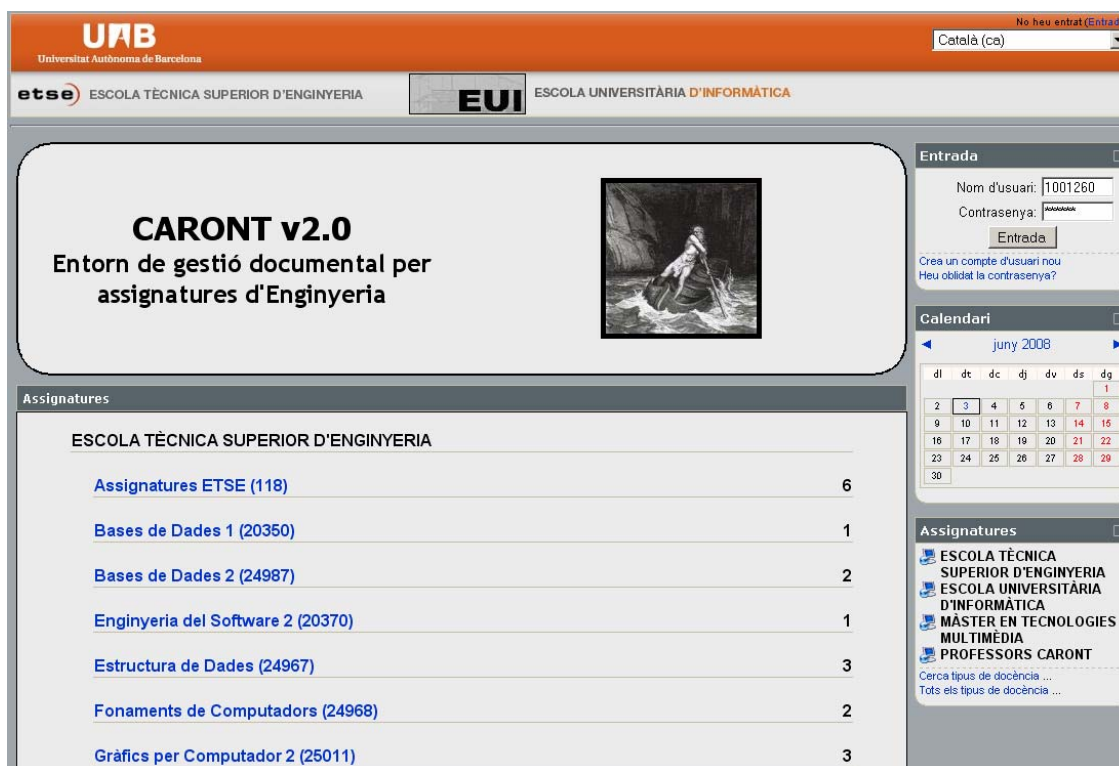 No heu entrat (Entrad
UAB
Universitat Autònoma de Barcelona
Català (ca)
etse) ESCOLA TÈCNICA SUPERIOR D'ENGINYERIA
EUI ESCOLA UNIVERSITÀRIA D'INFORMÀTICA
CARONT v2.0
Entorn de gestió documental per
assignatures d'Enginyeria
Assignatures
ESCOLA TÈCNICA SUPERIOR D'ENGINYERIA
Assignatures ETSE (118) 6
Bases de Dades 1 (20350) 1
Bases de Dades 2 (24987) 2
Enginyeria del Software 2 (20370) 1
Estructura de Dades (24967) 3
Fonaments de Computadors (24968) 2
Gràfics per Computador 2 (25011) 3
Entrada
Nom d'usuari: 1001260
Contrasenya: *******
Entrada
Crea un compte d'usuari nou
Heu oblidat la contrasenya?
Calendari
◄ juny 2008 ►
dl dt dc dj dv ds dg
1
2 3 4 5 6 7 8
9 10 11 12 13 14 15
16 17 18 19 20 21 22
23 24 25 26 27 28 29
30
Assignatures
ESCOLA TÈCNICA
SUPERIOR D'ENGINYERIA
ESCOLA UNIVERSITÀRIA
D'INFORMÀTICA
MÀSTER EN TECNOLOGIES
MULTIMÈDIA
PROFESSORS CARONT
Cerca tipus de docència ...
Tots els tipus de docència ...